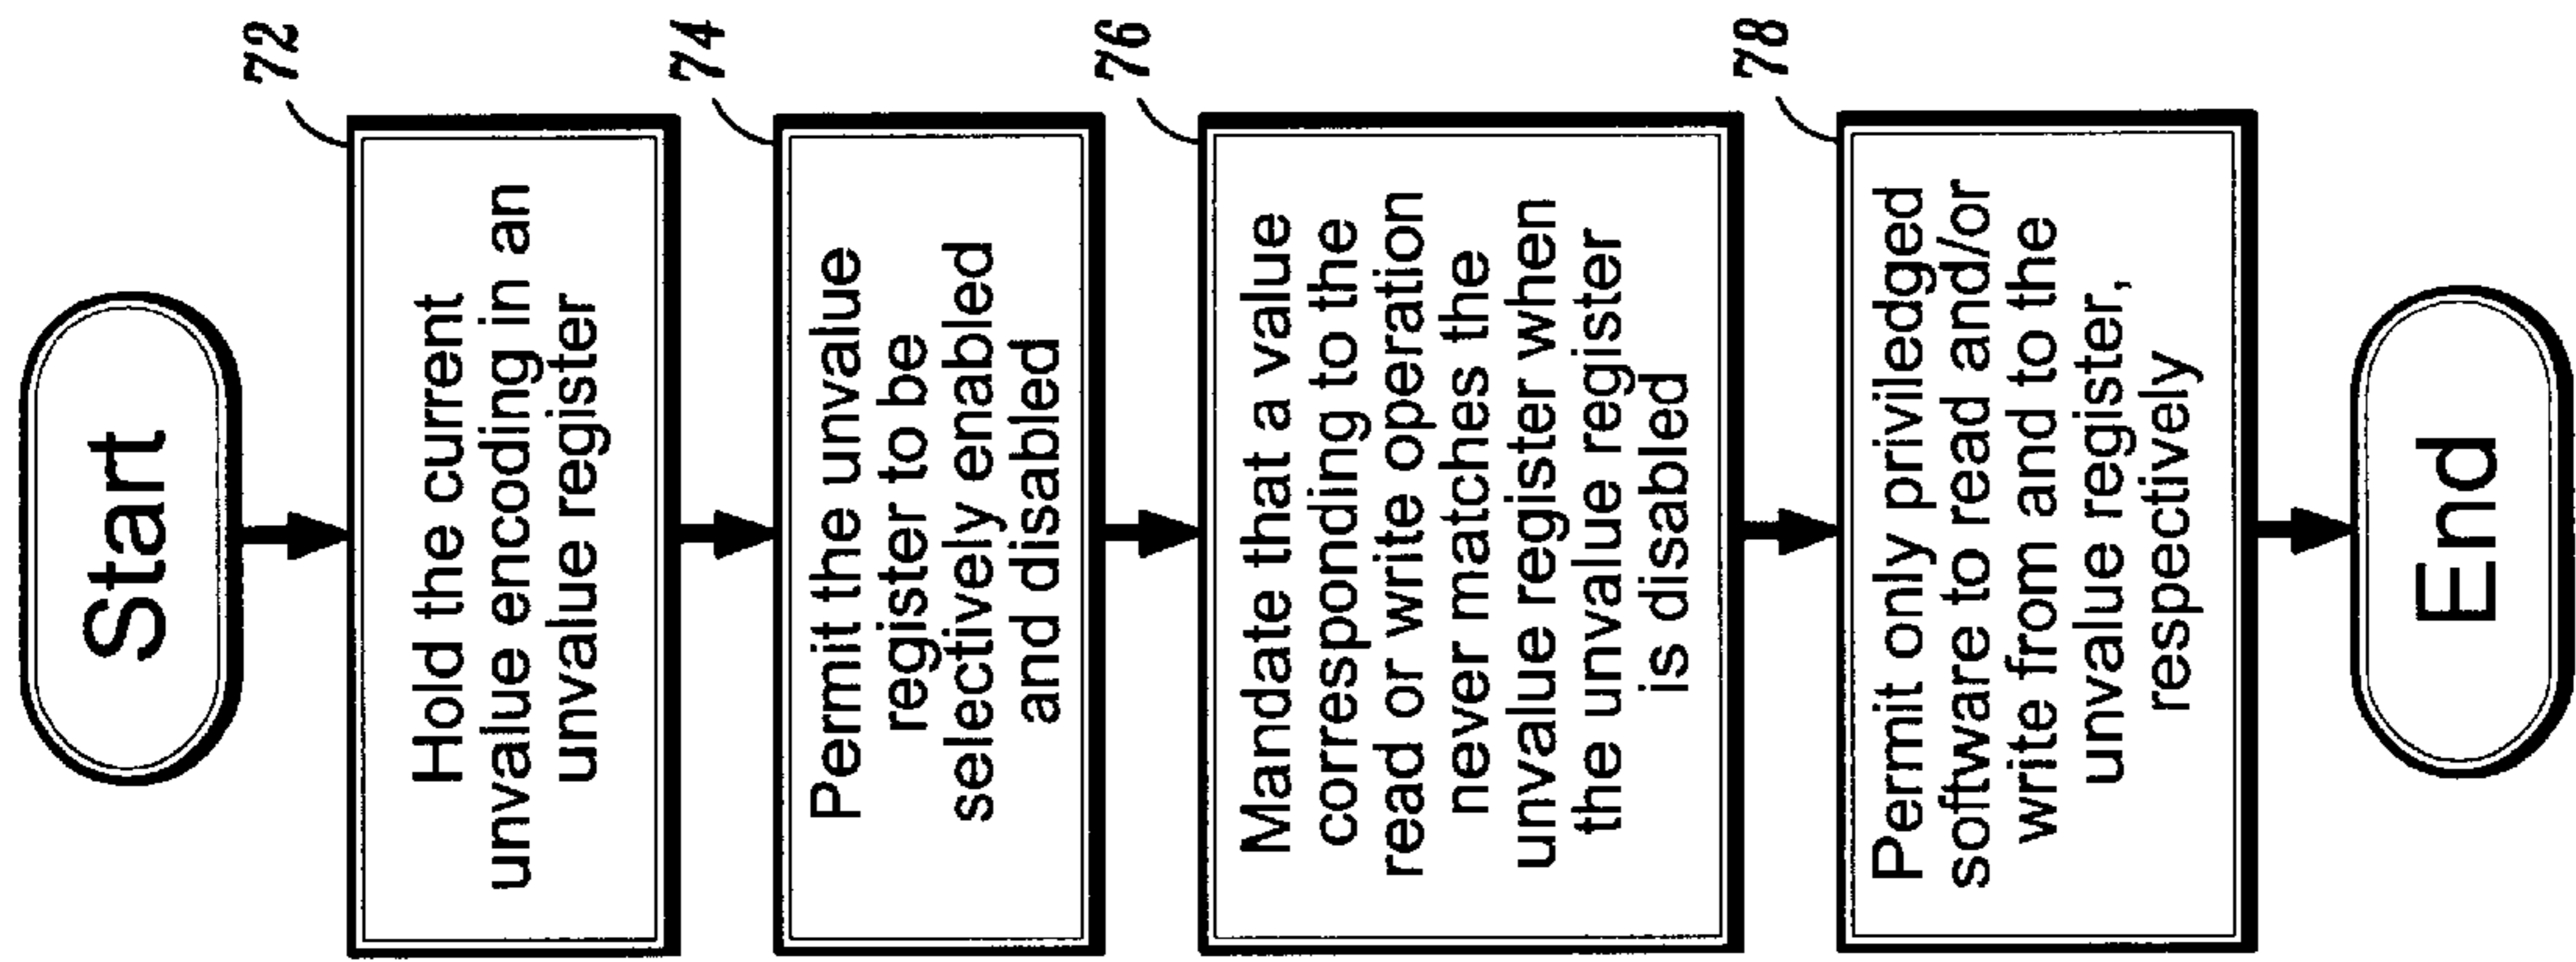 Start
72
Hold the current
unvalue encoding in an
unvalue register
74
Permit the unvalue
register to be
selectively enabled
and disabled
76
Mandate that a value
corresponding to the
read or write operation
never matches the
unvalue register when
the unvalue register
is disabled
78
Permit only priviledged
software to read and/or
write from and to the
unvalue register,
respectively
End